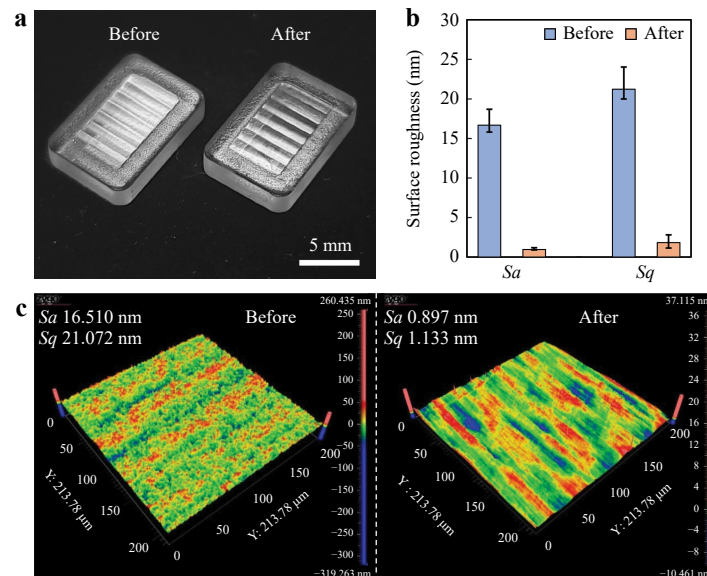 a
Before
After
5 mm
b
Surface roughness (nm)
30
25
20
15
10
5
0
Before
After
Sa
Sq
c
Sa 16.510 nm
Sq 21.072 nm
Before
260.435 nm
250
200
150
100
50
0
−50
−100
−150
−200
−250
−300
−319.263 nm
0
50
100
150
200
Y: 213.78 μm
0
50
100
150
200
Y: 213.78 μm
Sa 0.897 nm
Sq 1.133 nm
After
37.115 nm
36
32
28
24
20
16
12
8
4
0
−4
−8
−10.461 nm
0
50
100
150
200
Y : 213.78 μm
0
50
100
150
200
Y: 213.78 μm